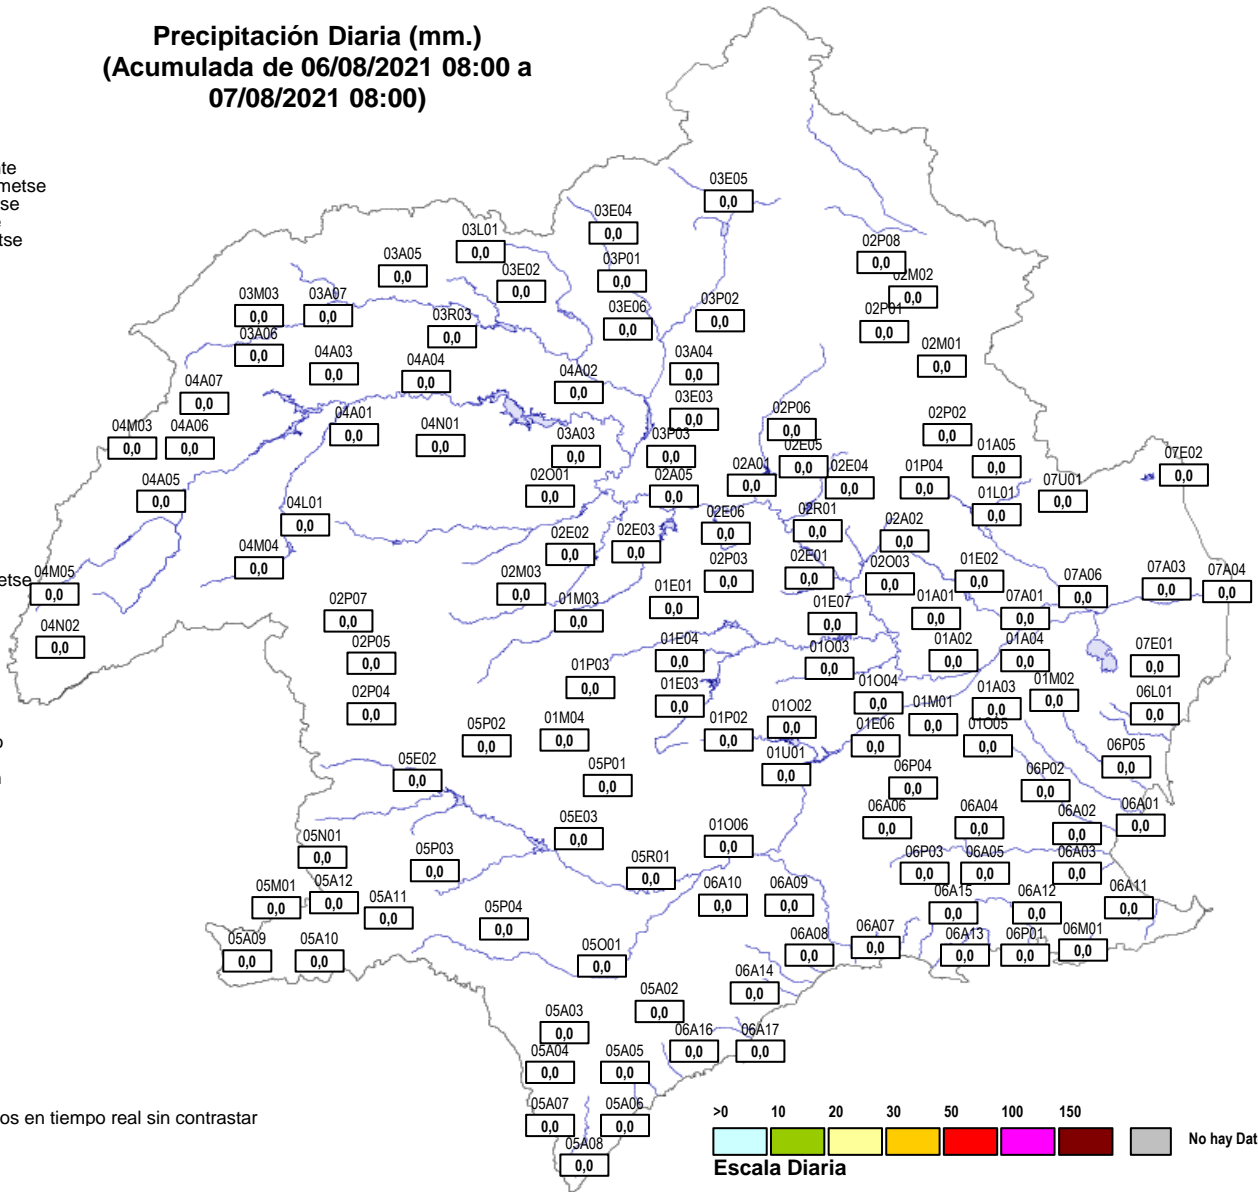 Precipitación Diaria (mm.)
(Acumulada de 06/08/2021 08:00 a
07/08/2021 08:00)
te
metse
se
tse
03E05
0,0
03E04
0,0
03L01
0,0
03A05
0,0
03P01
0,0
03E02
0,0
02P08
0,0
02M02
0,0
03M03
0,0
03A07
0,0
03R03
0,0
03E06
0,0
03P02
0,0
02P01
0,0
03A06
0,0
04A03
0,0
04A04
0,0
04A02
0,0
03A04
0,0
02M01
0,0
04A07
0,0
03E03
0,0
04M03
0,0
04A06
0,0
04A01
0,0
04N01
0,0
03A03
0,0
03P03
0,0
02P06
0,0
02P02
0,0
02E05
0,0
01A05
0,0
07E02
0,0
04A05
0,0
02O01
0,0
02A05
0,0
02A01
0,0
02E04
0,0
01P04
0,0
07U01
0,0
01L01
0,0
04L01
0,0
02E06
0,0
02R01
0,0
02A02
0,0
02E02
0,0
02E03
0,0
04M04
0,0
02P03
0,0
02E01
0,0
02O03
0,0
01E02
0,0
metse
04M05
0,0
02M03
0,0
07A06
0,0
07A03
0,0
07A04
0,0
01M03
0,0
01E01
0,0
01E07
0,0
01A01
0,0
07A01
0,0
02P07
0,0
04N02
0,0
02P05
0,0
01E04
0,0
01O03
0,0
01A02
0,0
01A04
0,0
07E01
0,0
01P03
0,0
01E03
0,0
01O04
0,0
01A03
0,0
01M02
0,0
02P04
0,0
06L01
0,0
05P02
0,0
01M04
0,0
01P02
0,0
01O02
0,0
01M01
0,0
01E06
0,0
01O05
0,0
05E02
0,0
05P01
0,0
01U01
0,0
06P04
0,0
06P02
0,0
06P05
0,0
05E03
0,0
01O06
0,0
06A06
0,0
06A04
0,0
06A02
0,0
06A01
0,0
05N01
0,0
05P03
0,0
05R01
0,0
06P03
0,0
06A05
0,0
06A03
0,0
05M01
0,0
05A12
0,0
05A11
0,0
05P04
0,0
06A10
0,0
06A09
0,0
06A15
0,0
06A12
0,0
06A11
0,0
05A09
0,0
05A10
0,0
05O01
0,0
06A08
0,0
06A07
0,0
06A13
0,0
06P01
0,0
06M01
0,0
06A14
0,0
05A02
0,0
05A03
0,0
06A16
0,0
06A17
0,0
05A04
0,0
05A05
0,0
05A07
0,0
05A06
0,0
05A08
0,0
os en tiempo real sin contrastar
>0 10 20 30 50 100 150
No hay Dat
Escala Diaria